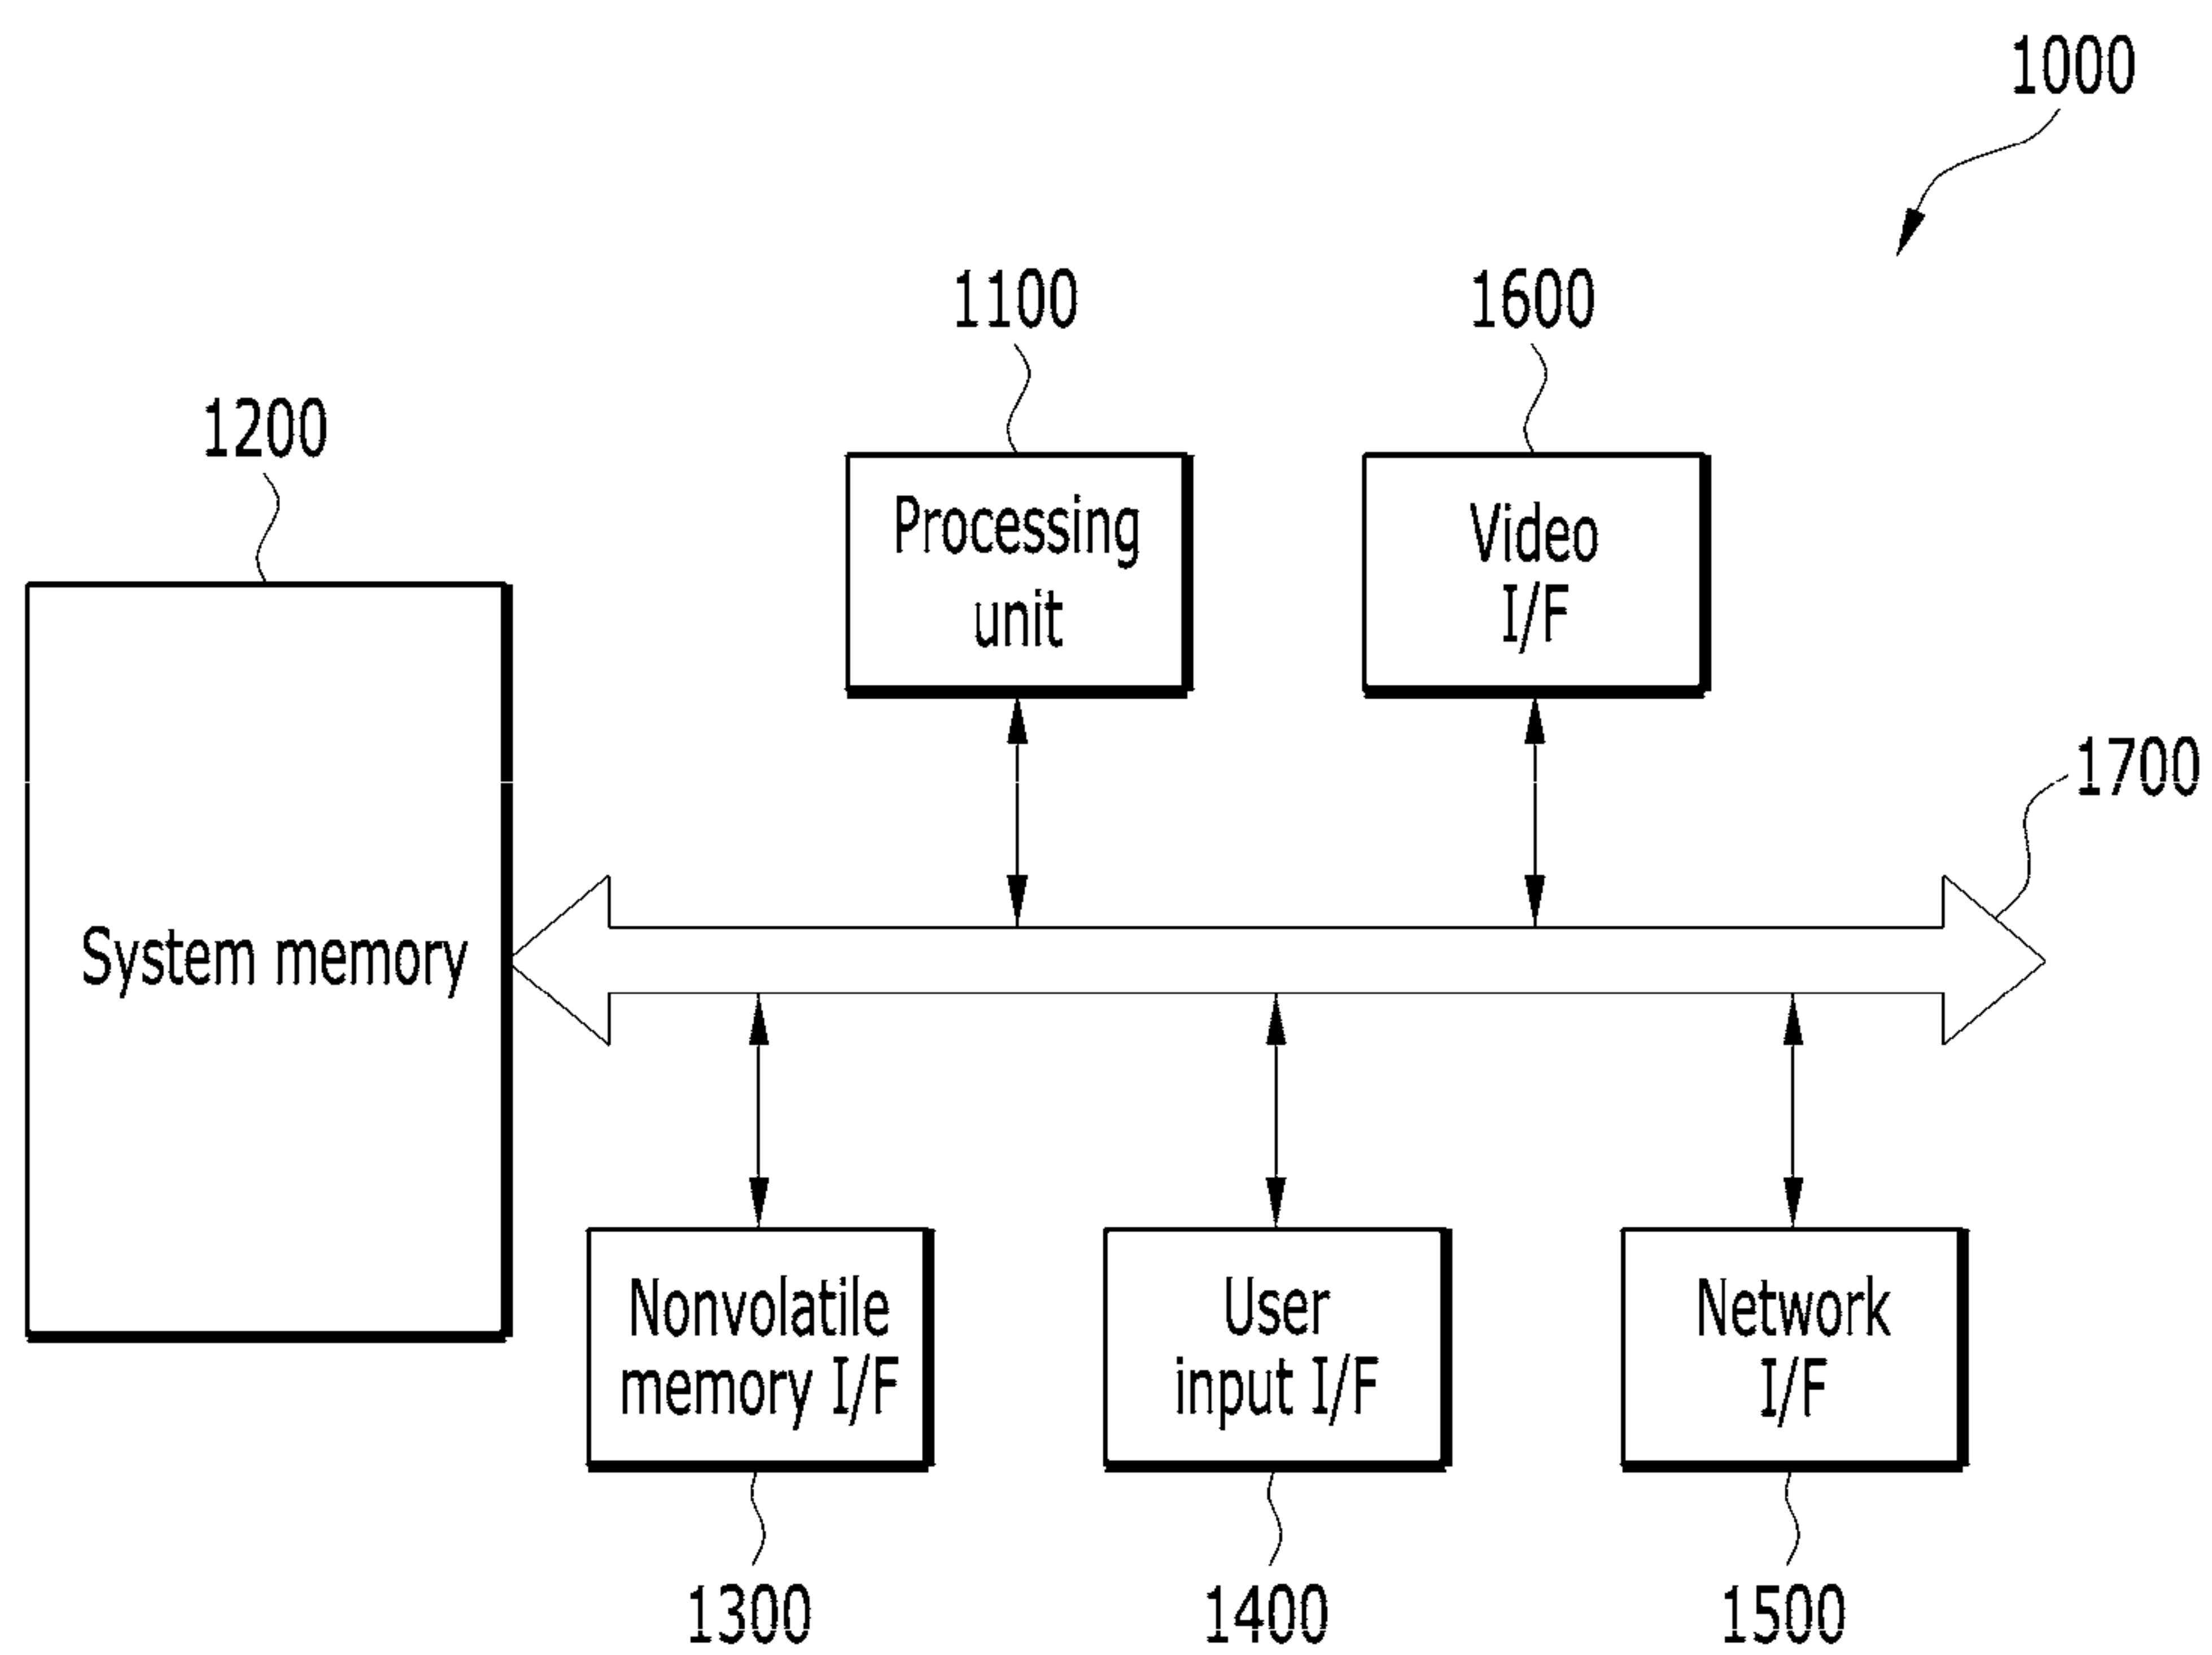 1000
1100
1600
1200
Processing
unit
Video
I/F
1700
System memory
Nonvolatile
memory I/F
User
input I/F
Network
I/F
1300
1400
1500